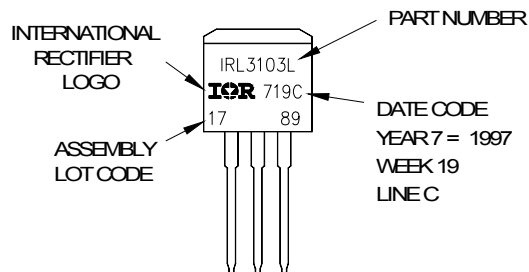 INTERNATIONAL
RECTIFIER
LOGO
PART NUMBER
IRL3103L
IOR 719C
17 89
ASSEMBLY
LOT CODE
DATE CODE
YEAR 7 = 1997
WEEK 19
LINE C